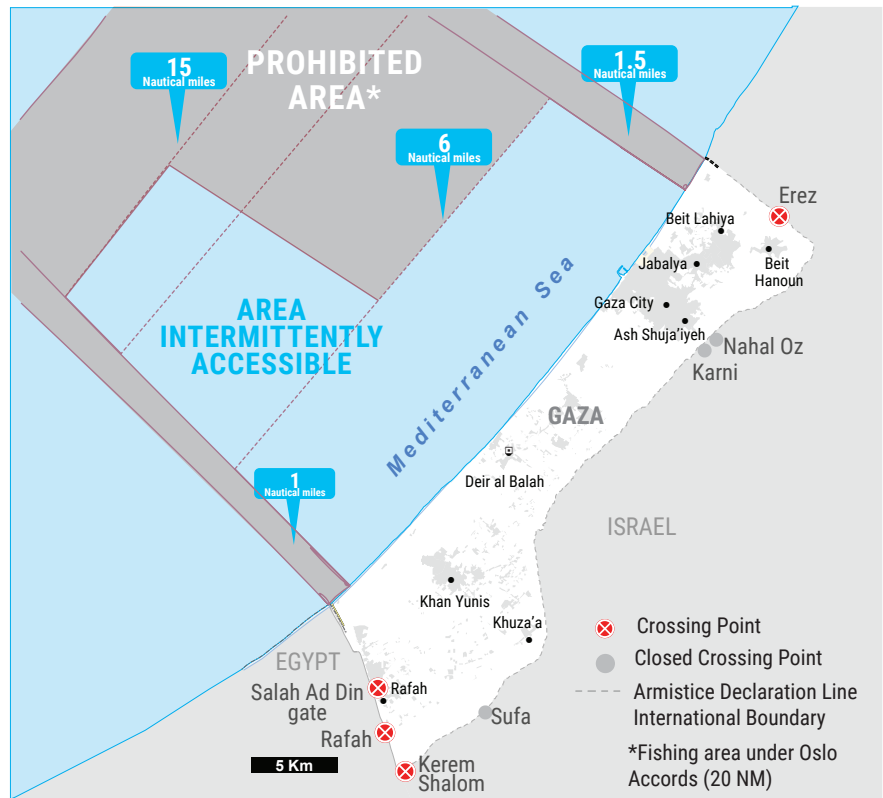 15
Nautical miles
PROHIBITED
AREA*
1.5
Nautical miles
6
Nautical miles
Erez
Beit Lahiya
Jabalya
Beit
Hanoun
Gaza City
Ash Shuja’iyeh
Nahal Oz
Karni
AREA
INTERMITTENTLY
ACCESSIBLE
Mediterranean Sea
GAZA
Deir al Balah
1
Nautical miles
ISRAEL
Khan Yunis
Khuza’a
EGYPT
Salah Ad Din
gate
Rafah
Sufa
Rafah
Kerem
Shalom
5 Km
Crossing Point
Closed Crossing Point
Armistice Declaration Line
International Boundary
*Fishing area under Oslo
Accords (20 NM)